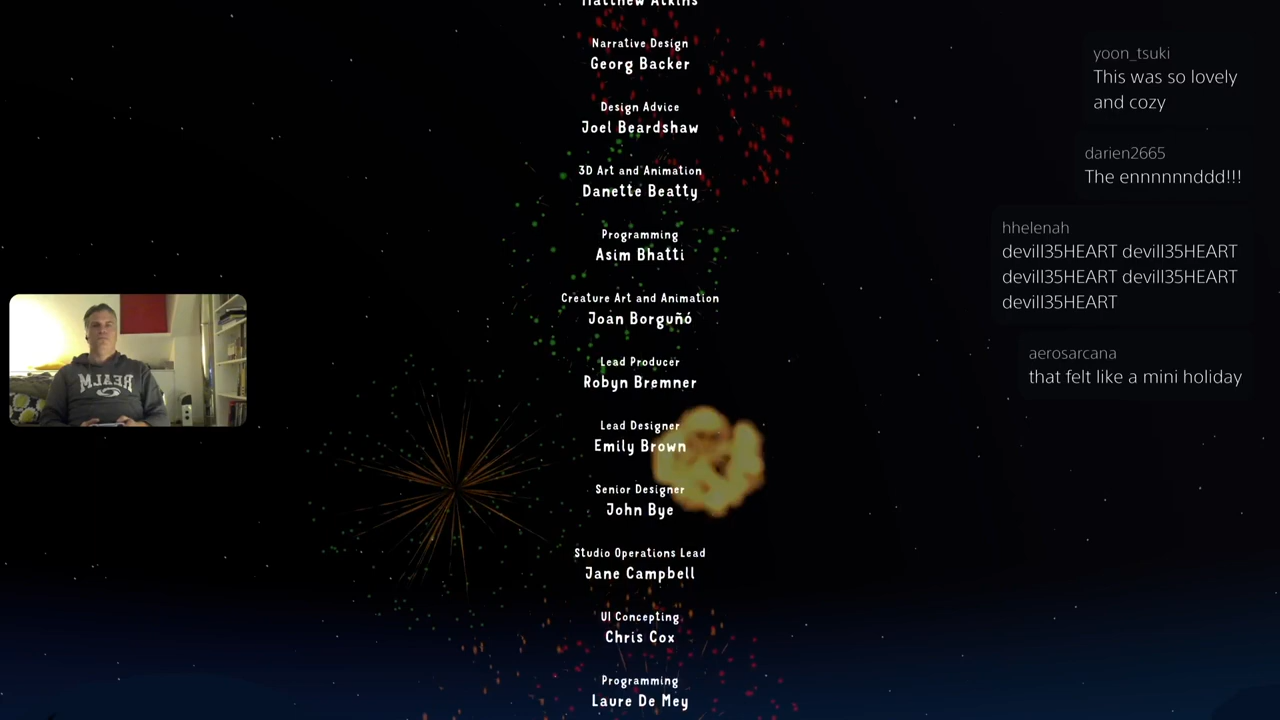 Matthew Atkins
Narrative Design
Georg Backer
Design Advice
Joel Beardshaw
3D Art and Animation
Danette Beatty
Programming
Asim Bhatti
Creature Art and Animation
Joan Borguñó
Lead Producer
Robyn Bremner
Lead Designer
Emily Brown
Senior Designer
John Bye
Studio Operations Lead
Jane Campbell
UI Concepting
Chris Cox
Programming
Laure De Mey
yoon_tsuki
This was so lovely
and cozy
darien2665
The ennnnnnddd!!!
hhelenah
devill35HEART devill35HEART
devill35HEART devill35HEART
devill35HEART
aerosarcana
that felt like a mini holiday
REALM